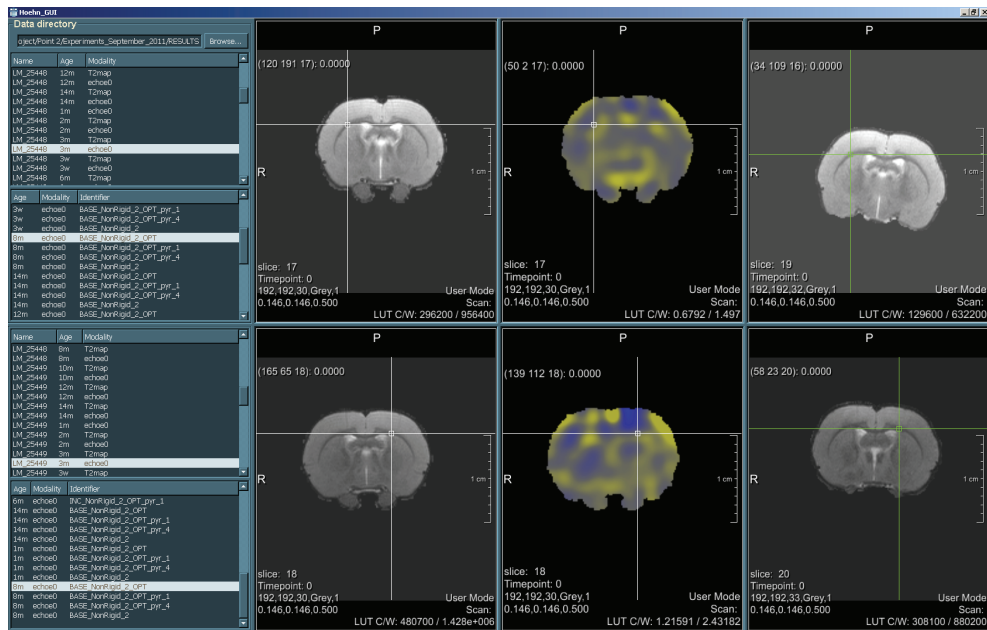 Hoehn_GUI
Data directory
oject/Point 2/Experiments_September_2011/RESULTS Browse...
Name Age Modality
LM_25448 12m T2map
LM_25448 12m echoe0
LM_25448 14m T2map
LM_25448 14m echoe0
LM_25448 1m echoe0
LM_25448 2m T2map
LM_25448 2m echoe0
LM_25448 3m T2map
LM_25448 3m echoe0
LM_25448 3w T2map
LM_25448 3w echoe0
LM_25448 6m T2map
Age Modality Identifier
3w echoe0 BASE_NonRigid_2_OPT_pyr_1
3w echoe0 BASE_NonRigid_2_OPT_pyr_4
3w echoe0 BASE_NonRigid_2
8m echoe0 BASE_NonRigid_2_OPT
8m echoe0 BASE_NonRigid_2_OPT_pyr_1
8m echoe0 BASE_NonRigid_2_OPT_pyr_4
8m echoe0 BASE_NonRigid_2
14m echoe0 BASE_NonRigid_2_OPT
14m echoe0 BASE_NonRigid_2_OPT_pyr_1
14m echoe0 BASE_NonRigid_2_OPT_pyr_4
14m echoe0 BASE_NonRigid_2
12m echoe0 BASE_NonRigid_2_OPT
P
(120 191 17): 0.0000
R
1 cm
slice: 17
Timepoint: 0
192,192,30,Grey,1 User Mode
0.146,0.146,0.500 Scan:
LUT C/W: 296200 / 956400
P
(50 2 17): 0.0000
R
1 cm
slice: 17
Timepoint: 0
192,192,30,Grey,1 User Mode
0.146,0.146,0.500 Scan:
LUT C/W: 0.6792 / 1.497
P
(34 109 16): 0.0000
R
1 cm
slice: 19
Timepoint: 0
192,192,32,Grey,1 User Mode
0.146,0.146,0.500 Scan:
LUT C/W: 129600 / 632200
Name Age Modality
LM_25448 8m T2map
LM_25448 8m echoe0
LM_25449 10m T2map
LM_25449 10m echoe0
LM_25449 12m T2map
LM_25449 12m echoe0
LM_25449 14m T2map
LM_25449 14m echoe0
LM_25449 1m echoe0
LM_25449 2m T2map
LM_25449 2m echoe0
LM_25449 3m T2map
LM_25449 3m echoe0
LM_25449 3w T2map
Age Modality Identifier
6m echoe0 INC_NonRigid_2_OPT_pyr_1
14m echoe0 BASE_NonRigid_2_OPT
14m echoe0 BASE_NonRigid_2_OPT_pyr_1
14m echoe0 BASE_NonRigid_2_OPT_pyr_4
14m echoe0 BASE_NonRigid_2
1m echoe0 BASE_NonRigid_2_OPT
1m echoe0 BASE_NonRigid_2_OPT_pyr_1
1m echoe0 BASE_NonRigid_2_OPT_pyr_4
1m echoe0 BASE_NonRigid_2
8m echoe0 BASE_NonRigid_2_OPT
8m echoe0 BASE_NonRigid_2_OPT_pyr_1
8m echoe0 BASE_NonRigid_2_OPT_pyr_4
8m echoe0 BASE_NonRigid_2
P
(165 65 18): 0.0000
R
1 cm
slice: 18
Timepoint: 0
192,192,30,Grey,1 User Mode
0.146,0.146,0.500 Scan:
LUT C/W: 480700 / 1.428e+006
P
(139 112 18): 0.0000
R
1 cm
slice: 18
Timepoint: 0
192,192,30,Grey,1 User Mode
0.146,0.146,0.500 Scan:
LUT C/W: 1.21591 / 2.43182
P
(58 23 20): 0.0000
R
1 cm
slice: 20
Timepoint: 0
192,192,33,Grey,1 User Mode
0.146,0.146,0.500 Scan:
LUT C/W: 308100 / 880200